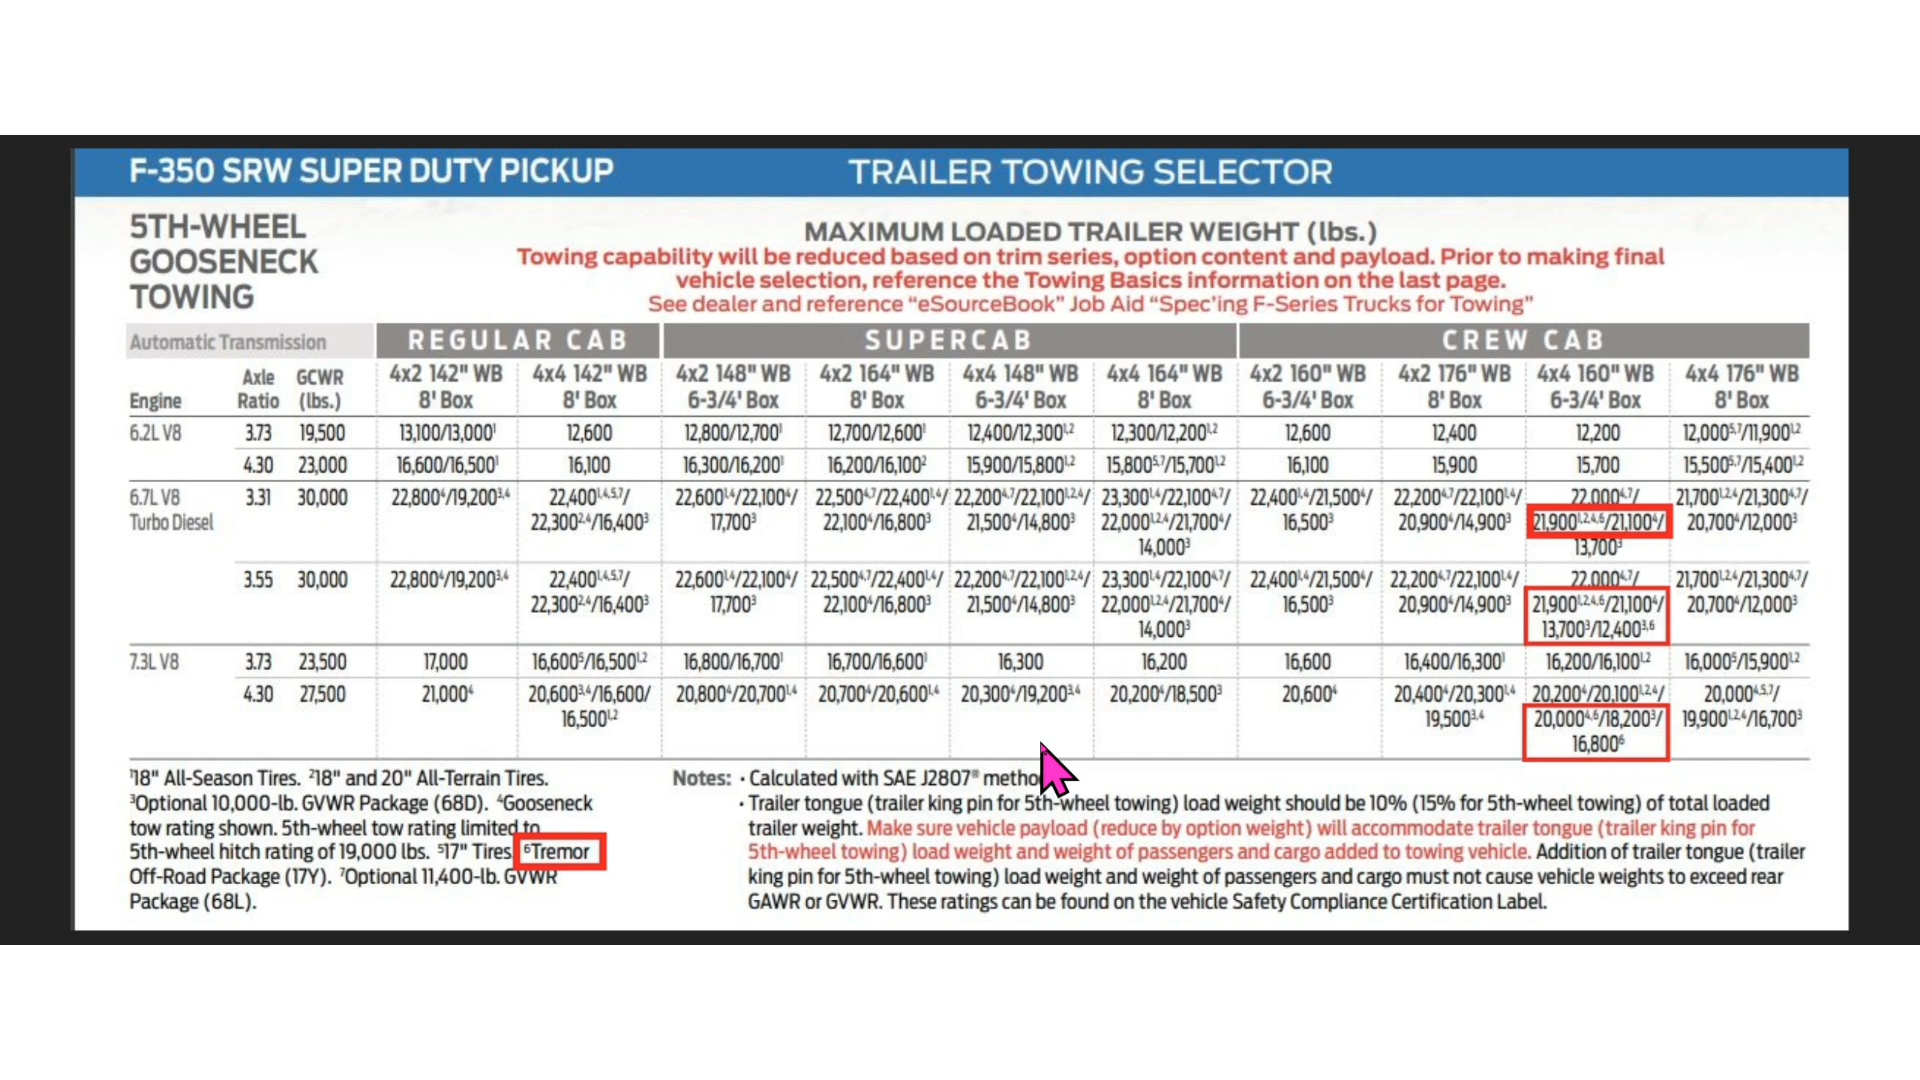 F-350 SRW SUPER DUTY PICKUP TRAILER TOWING SELECTOR
5TH-WHEEL
GOOSENECK
TOWING
MAXIMUM LOADED TRAILER WEIGHT (lbs.)
Towing capability will be reduced based on trim series, option content and payload. Prior to making final
vehicle selection, reference the Towing Basics information on the last page.
See dealer and reference “eSourceBook” Job Aid “Spec’ing F-Series Trucks for Towing”
Automatic Transmission REGULAR CAB SUPERCAB CREW CAB
Engine Axle Ratio GCWR (lbs.) 4x2 142" WB 8' Box 4x4 142" WB 8' Box 4x2 148" WB 6-3/4' Box 4x2 164" WB 8' Box 4x4 148" WB 6-3/4' Box 4x4 164" WB 8' Box 4x2 160" WB 6-3/4' Box 4x2 176" WB 8' Box 4x4 160" WB 6-3/4' Box 4x4 176" WB 8' Box
6.2L V8 3.73 19,500 13,100/13,000¹ 12,600 12,800/12,700¹ 12,700/12,600¹ 12,400/12,300¹,² 12,300/12,200¹,² 12,600 12,400 12,200 12,000⁵,⁷/11,900¹,²
4.30 23,000 16,600/16,500¹ 16,100 16,300/16,200¹ 16,200/16,100² 15,900/15,800¹,² 15,800⁵,⁷/15,700¹,² 16,100 15,900 15,700 15,500⁵,⁷/15,400¹,²
6.7L V8 3.31 30,000 22,800⁴/19,200³,⁴ 22,400¹,⁴,⁵,⁷/ 22,600¹,⁴/22,100⁴/ 22,500⁴,⁷/22,400¹,⁴/ 22,200⁴,⁷/22,100¹,²,⁴/ 23,300¹,⁴/22,100⁴,⁷/ 22,400¹,⁴/21,500⁴/ 22,200⁴,⁷/22,100¹,⁴/ 22,000⁴,⁷/ 21,700¹,²,⁴/21,300⁴,⁷/
Turbo Diesel 22,300²,⁴/16,400³ 17,700³ 22,100⁴/16,800³ 21,500⁴/14,800³ 22,000¹,²,⁴/21,700⁴/ 16,500³ 20,900⁴/14,900³ 21,900¹,²,⁴,⁶/21,100⁴/ 20,700⁴/12,000³
14,000³ 13,700³
3.55 30,000 22,800⁴/19,200³,⁴ 22,400¹,⁴,⁵,⁷/ 22,600¹,⁴/22,100⁴/ 22,500⁴,⁷/22,400¹,⁴/ 22,200⁴,⁷/22,100¹,²,⁴/ 23,300¹,⁴/22,100⁴,⁷/ 22,400¹,⁴/21,500⁴/ 22,200⁴,⁷/22,100¹,⁴/ 22,000⁴,⁷/ 21,700¹,²,⁴/21,300⁴,⁷/
22,300²,⁴/16,400³ 17,700³ 22,100⁴/16,800³ 21,500⁴/14,800³ 22,000¹,²,⁴/21,700⁴/ 16,500³ 20,900⁴/14,900³ 21,900¹,²,⁴,⁶/21,100⁴/ 20,700⁴/12,000³
14,000³ 13,700³/12,400³,⁶
7.3L V8 3.73 23,500 17,000 16,600⁵/16,500¹,² 16,800/16,700¹ 16,700/16,600¹ 16,300 16,200 16,600 16,400/16,300¹ 16,200/16,100¹,² 16,000⁵/15,900¹,²
4.30 27,500 21,000⁴ 20,600³,⁴/16,600/ 20,800⁴/20,700¹,⁴ 20,700⁴/20,600¹,⁴ 20,300⁴/19,200³,⁴ 20,200⁴/18,500³ 20,600⁴ 20,400⁴/20,300¹,⁴ 20,200⁴/20,100¹,²,⁴/ 20,000⁴,⁵,⁷/
16,500¹,² 19,500³,⁴ 20,000⁴,⁶/18,200³/ 19,900¹,²,⁴/16,700³
16,800⁶
¹18" All-Season Tires. ²18" and 20" All-Terrain Tires.
³Optional 10,000-lb. GVWR Package (68D). ⁴Gooseneck
tow rating shown. 5th-wheel tow rating limited to
5th-wheel hitch rating of 19,000 lbs. ⁵17" Tires. ⁶Tremor
Off-Road Package (17Y). ⁷Optional 11,400-lb. GVWR
Package (68L).
Notes: • Calculated with SAE J2807® metho
• Trailer tongue (trailer king pin for 5th-wheel towing) load weight should be 10% (15% for 5th-wheel towing) of total loaded
trailer weight. Make sure vehicle payload (reduce by option weight) will accommodate trailer tongue (trailer king pin for
5th-wheel towing) load weight and weight of passengers and cargo added to towing vehicle. Addition of trailer tongue (trailer
king pin for 5th-wheel towing) load weight and weight of passengers and cargo must not cause vehicle weights to exceed rear
GAWR or GVWR. These ratings can be found on the vehicle Safety Compliance Certification Label.